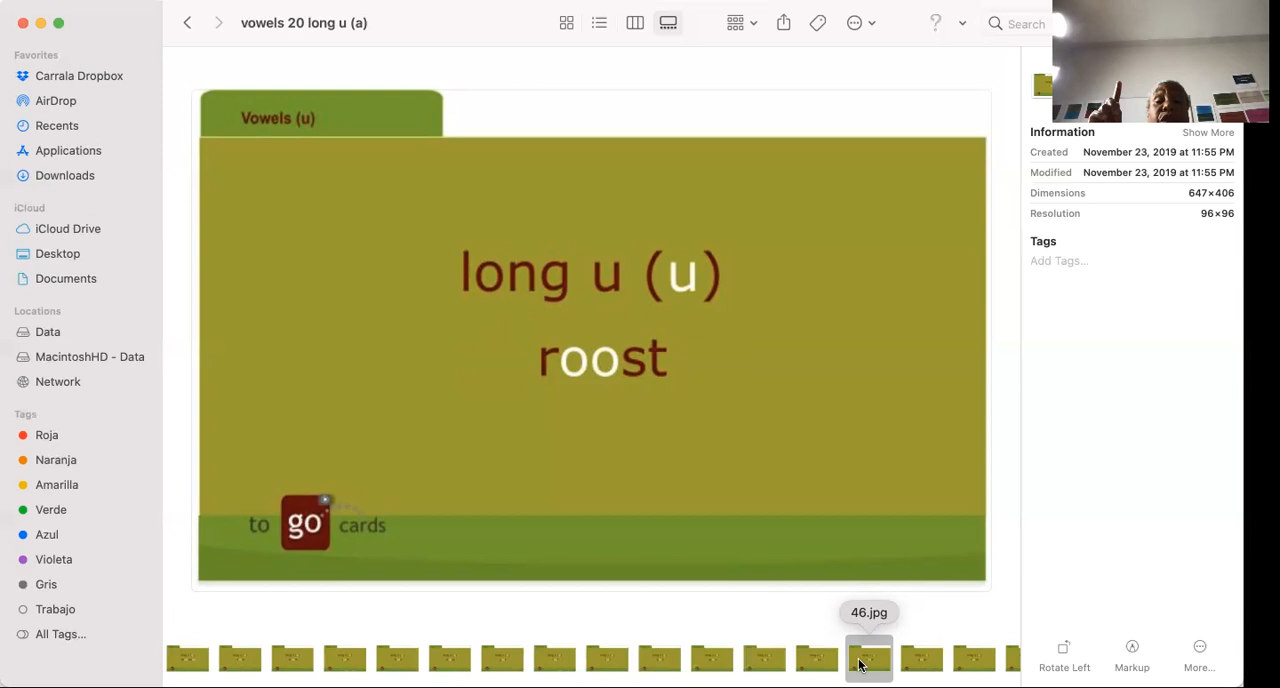 vowels 20 long u (a)
Search
Favorites
Carrala Dropbox
AirDrop
Recents
Applications
Downloads
iCloud
iCloud Drive
Desktop
Documents
Locations
Data
MacintoshHD - Data
Network
Tags
Roja
Naranja
Amarilla
Verde
Azul
Violeta
Gris
Trabajo
All Tags...
Vowels (u)
long u (u)
roost
to go cards
46.jpg
Information Show More
Created November 23, 2019 at 11:55 PM
Modified November 23, 2019 at 11:55 PM
Dimensions 647×406
Resolution 96×96
Tags
Add Tags...
Rotate Left
Markup
More...